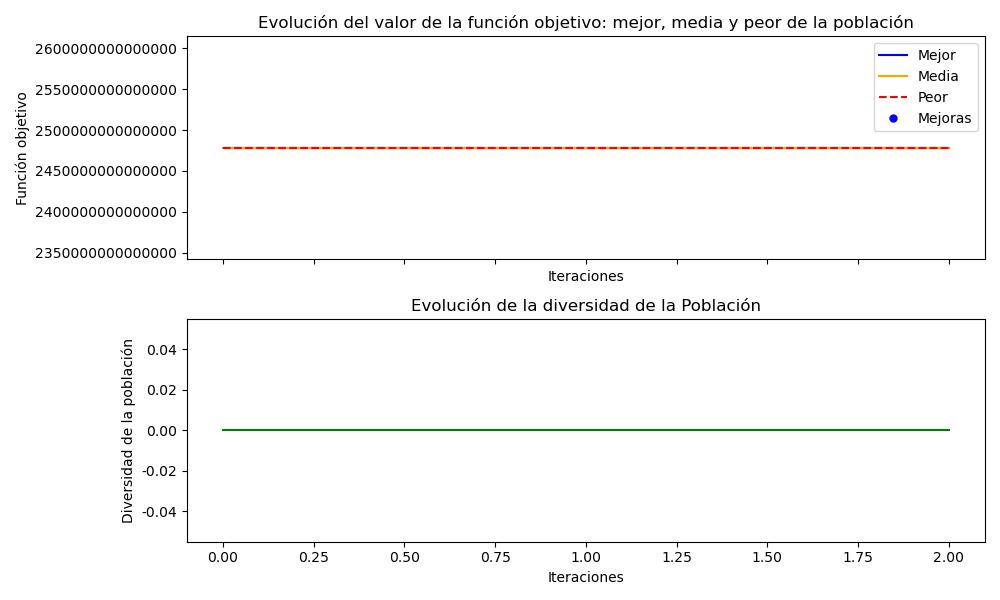 Evolución del valor de la función objetivo: mejor, media y peor de la población
Función objetivo
2600000000000000
2550000000000000
2500000000000000
2450000000000000
2400000000000000
2350000000000000
Mejor
Media
Peor
Mejoras
Iteraciones
Evolución de la diversidad de la Población
Diversidad de la población
0.04
0.02
0.00
-0.02
-0.04
0.00 0.25 0.50 0.75 1.00 1.25 1.50 1.75 2.00
Iteraciones